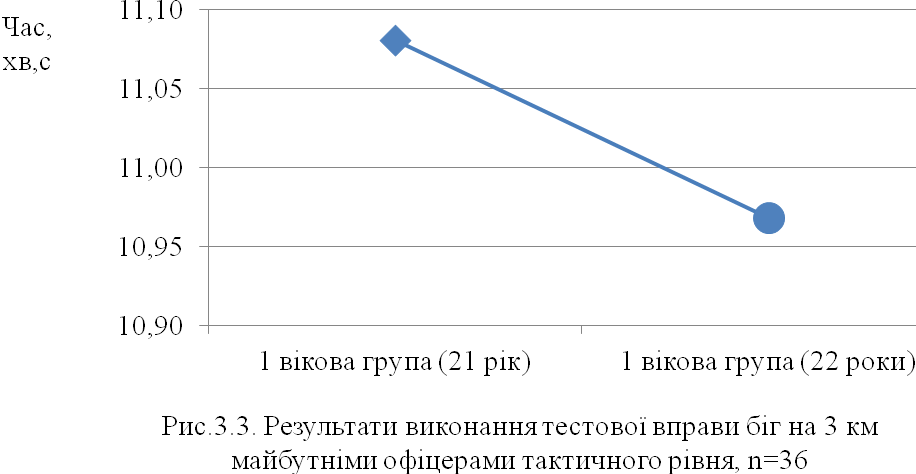 Час,
хв,с
11,10
11,05
11,00
10,95
10,90
1 вікова група (21 рік)
1 вікова група (22 роки)
Рис.3.3. Результати виконання тестової вправи біг на 3 км
майбутніми офіцерами тактичного рівня, n=36